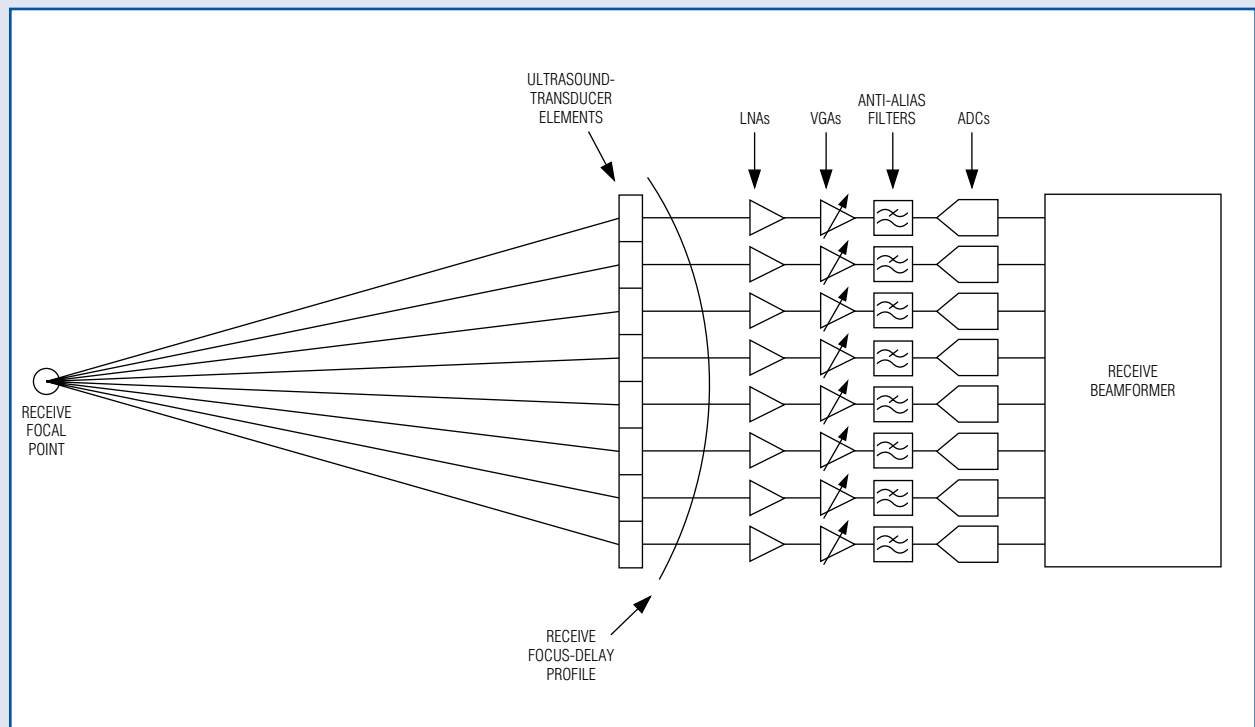 ULTRASOUND-
TRANSDUCER
ELEMENTS
LNAs
VGAs
ANTI-ALIAS
FILTERS
ADCs
RECEIVE
FOCAL
POINT
RECEIVE
BEAMFORMER
RECEIVE
FOCUS-DELAY
PROFILE